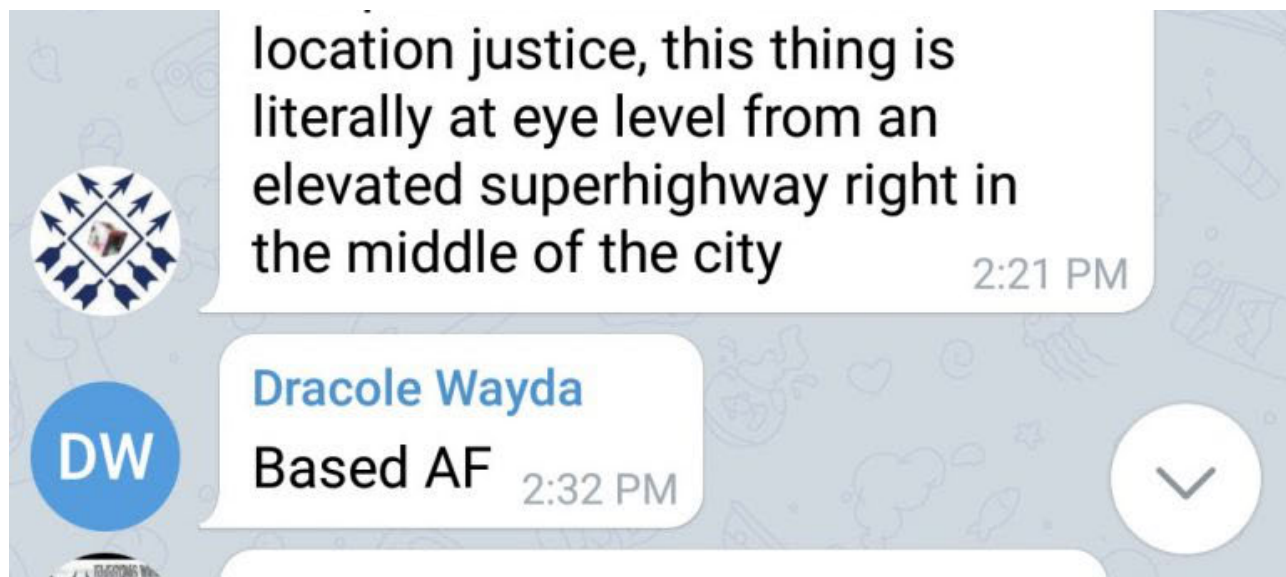 location justice, this thing is
literally at eye level from an
elevated superhighway right in
the middle of the city
2:21 PM
Dracole Wayda
DW
Based AF 2:32 PM